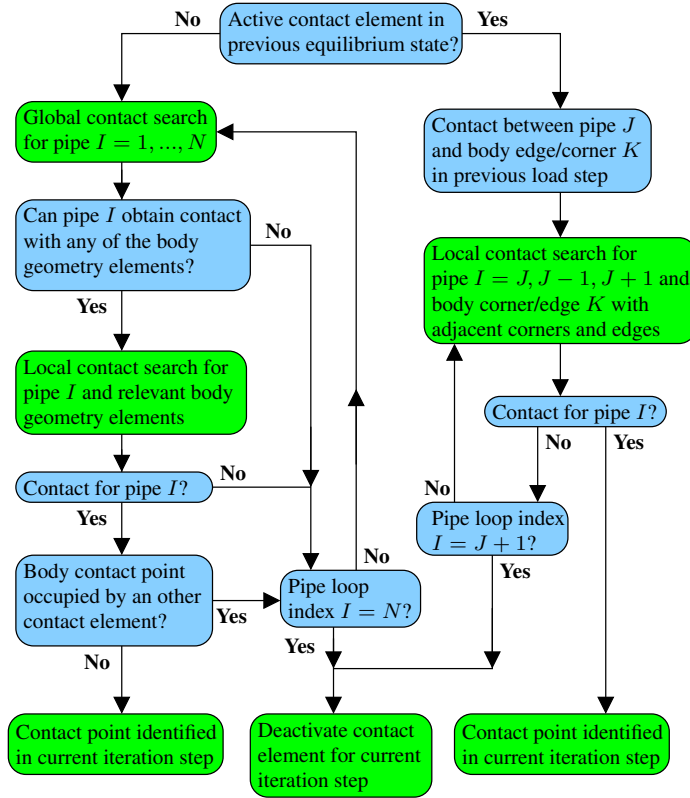 No
Active contact element in
previous equilibrium state?
Yes
Global contact search
for pipe I = 1, ..., N
Contact between pipe J
and body edge/corner K
in previous load step
Can pipe I obtain contact
with any of the body
geometry elements?
No
Yes
Local contact search for
pipe I = J, J − 1, J + 1 and
body corner/edge K with
adjacent corners and edges
Local contact search for
pipe I and relevant body
geometry elements
Contact for pipe I?
No
Yes
Contact for pipe I?
No
Yes
No
Pipe loop index
I = J + 1?
Yes
Body contact point
occupied by an other
contact element?
Yes
No
Pipe loop
index I = N?
No
Yes
Contact point identified
in current iteration step
Deactivate contact
element for current
iteration step
Contact point identified
in current iteration step